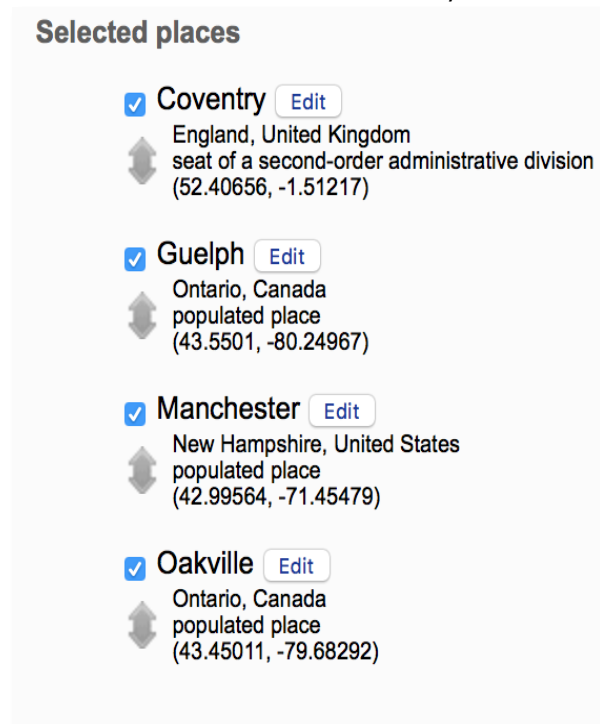 Selected places
Coventry Edit
England, United Kingdom
seat of a second-order administrative division
(52.40656, -1.51217)
Guelph Edit
Ontario, Canada
populated place
(43.5501, -80.24967)
Manchester Edit
New Hampshire, United States
populated place
(42.99564, -71.45479)
Oakville Edit
Ontario, Canada
populated place
(43.45011, -79.68292)